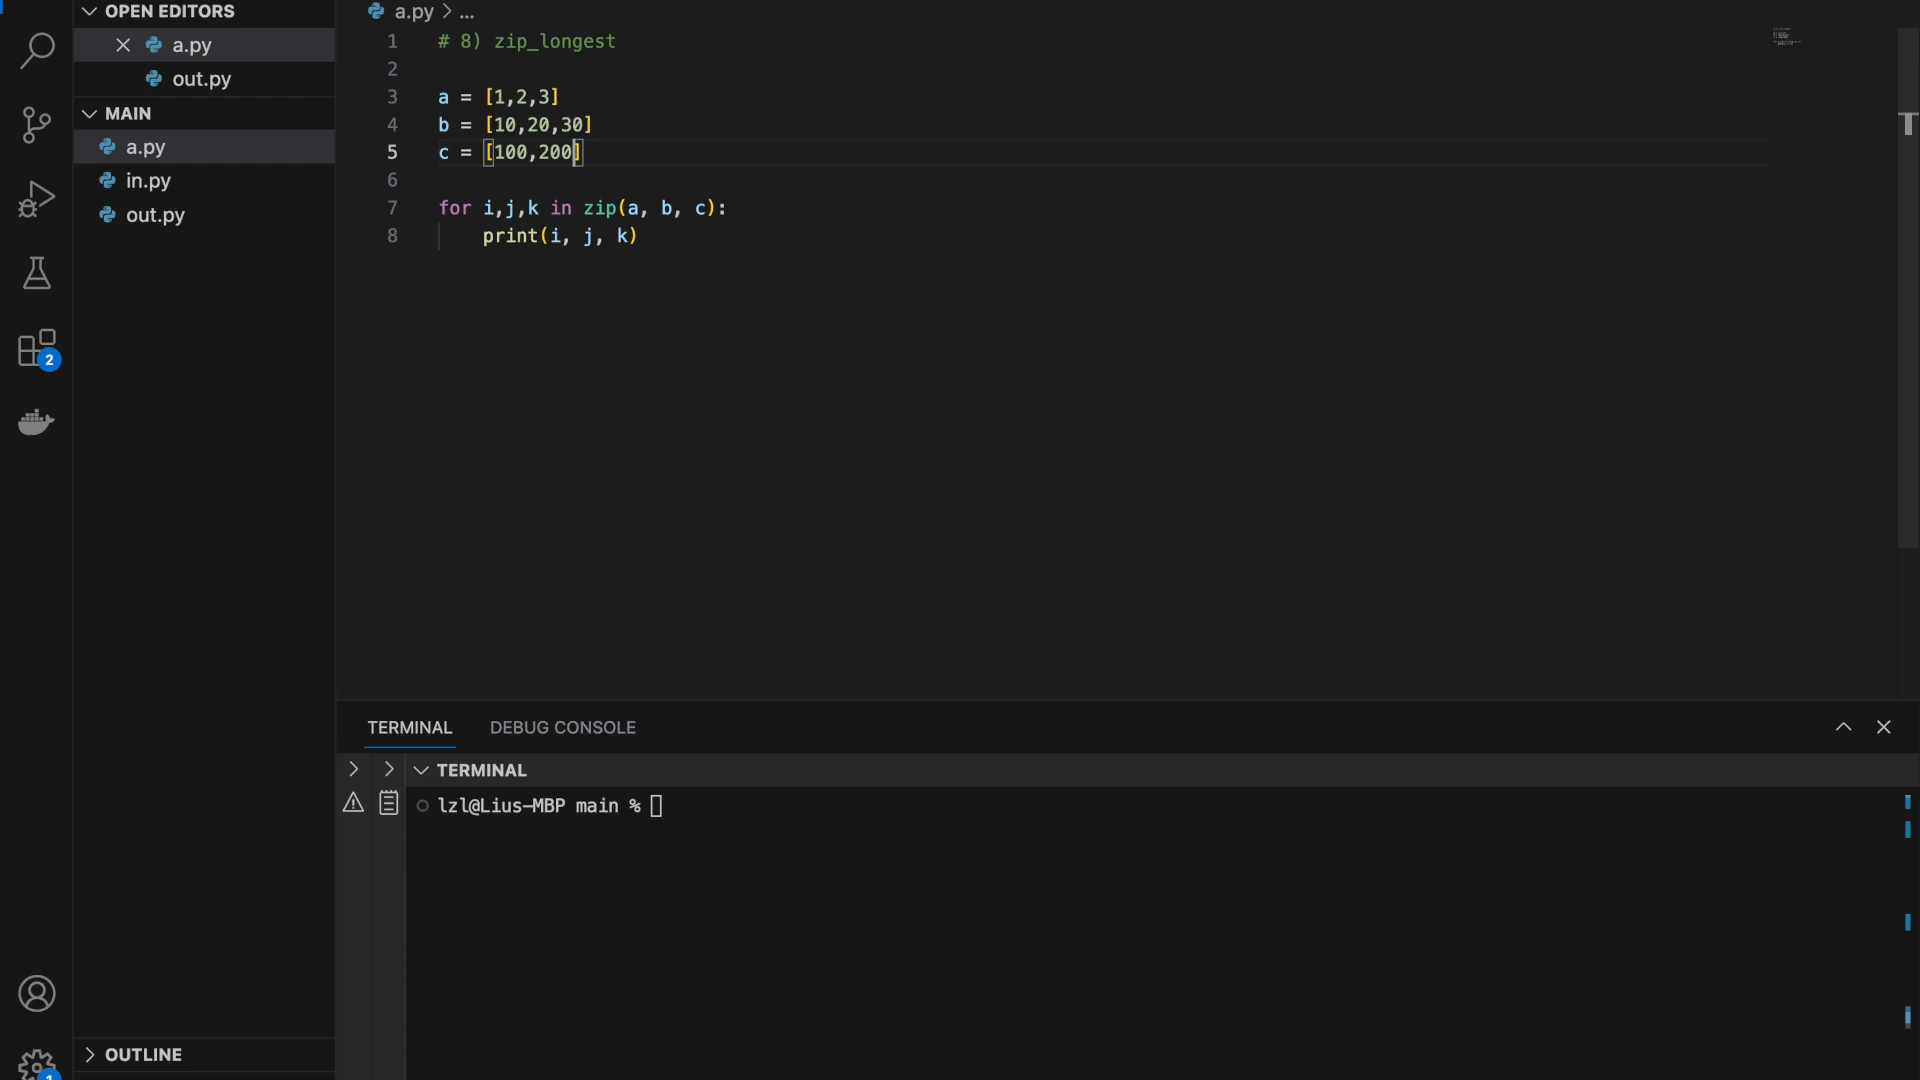 OPEN EDITORS
a.py
out.py
MAIN
a.py
in.py
out.py
2
OUTLINE
1
a.py > ...
1 # 8) zip_longest
2
3 a = [1,2,3]
4 b = [10,20,30]
5 c = [100,200]
6
7 for i,j,k in zip(a, b, c):
8     print(i, j, k)
TERMINAL DEBUG CONSOLE
TERMINAL
lzl@Lius-MBP main %